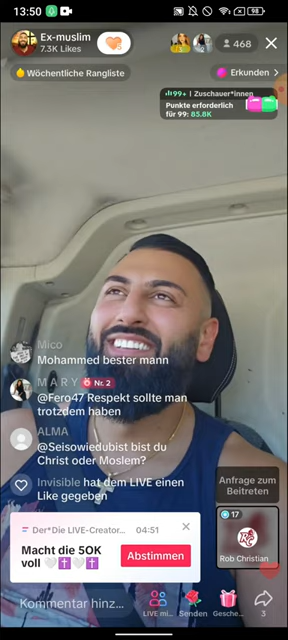 13:50
98
Ex-muslim
7.3K Likes
468
Wöchentliche Rangliste
Erkunden >
99+ | Zuschauer*innen
Punkte erforderlich
für 99: 85.8K
Mico
Mohammed bester mann
M A R Y Nr. 2
@Fero47 Respekt sollte man
trotzdem haben
ALMA
@Seisowiedubist bist du
Christ oder Moslem?
Invisible hat dem LIVE einen
Like gegeben
Anfrage zum
Beitreten
17
Rob Christian
Der*Die LIVE-Creator... 04:51
Macht die 50K
voll 🤍✝️🤍✝️
Abstimmen
Kommentar hinz...
LIVE mi...
Senden
Gesche...
3